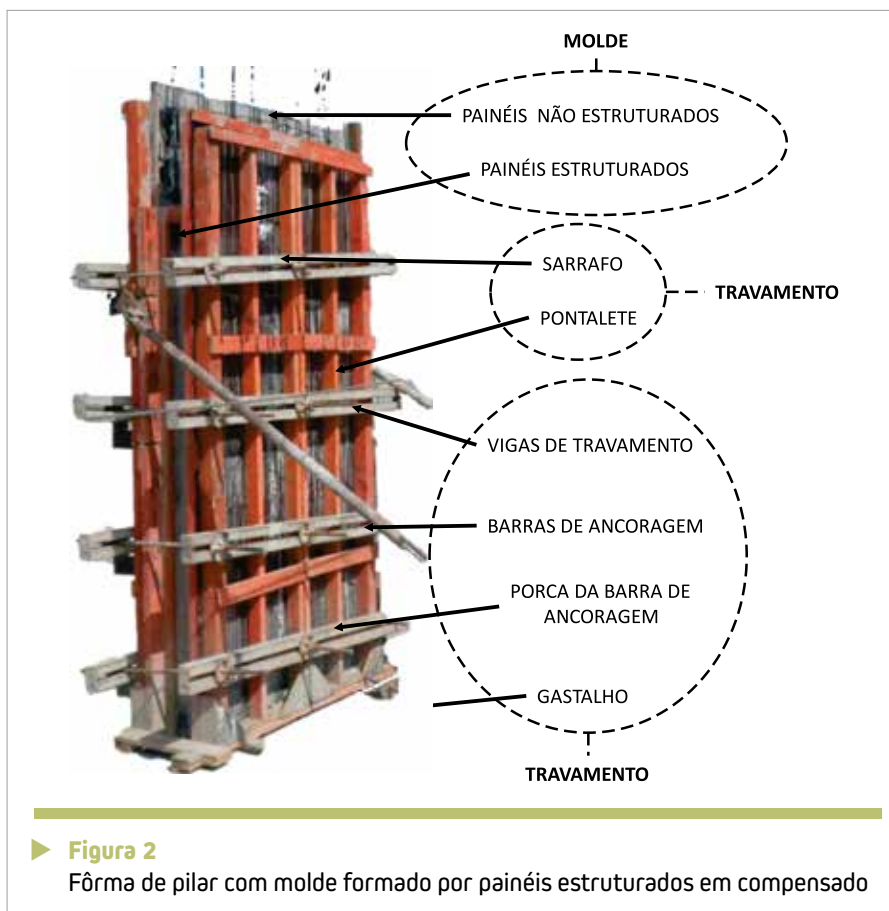 MOLDE
PAINÉIS NÃO ESTRUTURADOS
PAINÉIS ESTRUTURADOS
SARRAFO
TRAVAMENTO
PONTALETE
VIGAS DE TRAVAMENTO
BARRAS DE ANCORAGEM
PORCA DA BARRA DE
ANCORAGEM
GASTALHO
TRAVAMENTO
Figura 2
Fôrma de pilar com molde formado por painéis estruturados em compensado